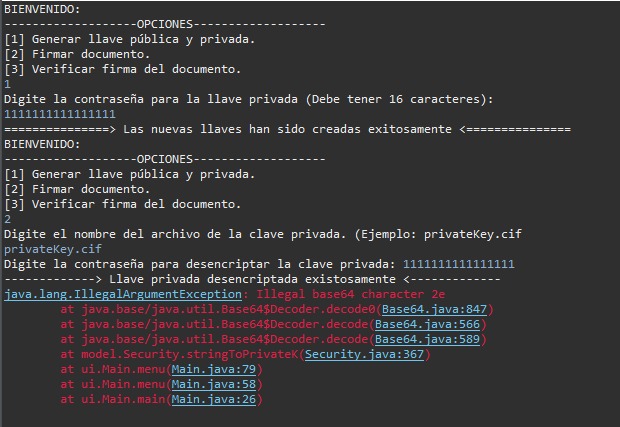 BIENVENIDO:
-------------------OPCIONES-------------------
[1] Generar llave pública y privada.
[2] Firmar documento.
[3] Verificar firma del documento.
1
Digite la contraseña para la llave privada (Debe tener 16 caracteres):
1111111111111111
===============> Las nuevas llaves han sido creadas exitosamente <===============
BIENVENIDO:
-------------------OPCIONES-------------------
[1] Generar llave pública y privada.
[2] Firmar documento.
[3] Verificar firma del documento.
2
Digite el nombre del archivo de la clave privada. (Ejemplo: privateKey.cif
privateKey.cif
Digite la contraseña para desencriptar la clave privada: 1111111111111111
-------------> Llave privada desencriptada existosamente <-------------
java.lang.IllegalArgumentException: Illegal base64 character 2e
at java.base/java.util.Base64$Decoder.decode0(Base64.java:847)
at java.base/java.util.Base64$Decoder.decode(Base64.java:566)
at java.base/java.util.Base64$Decoder.decode(Base64.java:589)
at model.Security.stringToPrivateK(Security.java:367)
at ui.Main.menu(Main.java:79)
at ui.Main.menu(Main.java:58)
at ui.Main.main(Main.java:26)